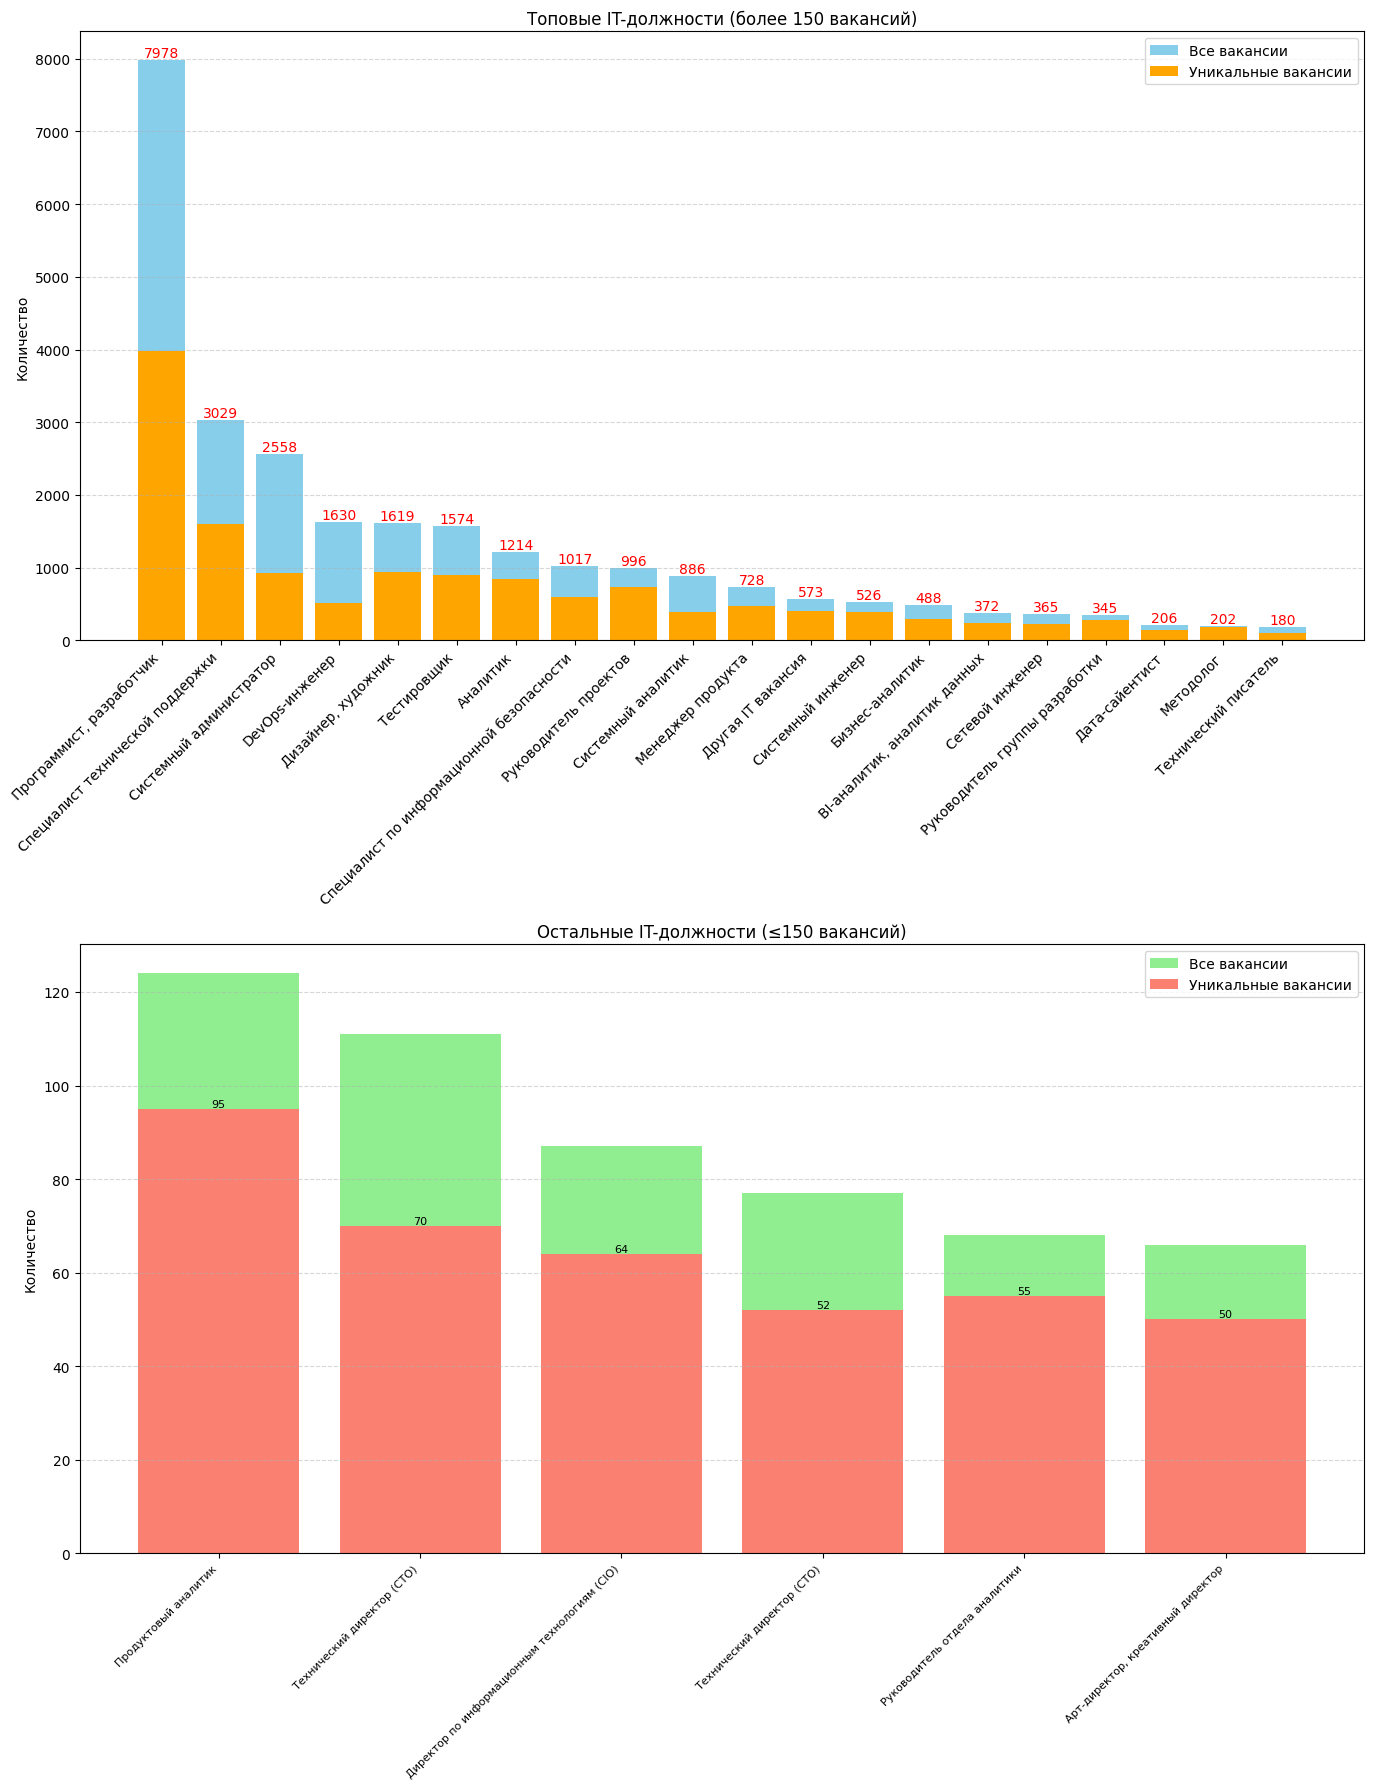 Топовые IT-должности (более 150 вакансий)
Все вакансии
Уникальные вакансии
Количество
8000
7000
6000
5000
4000
3000
2000
1000
0
7978
3029
2558
1630
1619
1574
1214
1017
996
886
728
573
526
488
372
365
345
206
202
180
Программист, разработчик
Специалист технической поддержки
Системный администратор
DevOps-инженер
Дизайнер, художник
Тестировщик
Аналитик
Специалист по информационной безопасности
Руководитель проектов
Системный аналитик
Менеджер продукта
Другая IT вакансия
Системный инженер
Бизнес-аналитик
BI-аналитик, аналитик данных
Сетевой инженер
Руководитель группы разработки
Дата-сайентист
Методолог
Технический писатель
Остальные IT-должности (≤150 вакансий)
Все вакансии
Уникальные вакансии
Количество
120
100
80
60
40
20
0
95
70
64
52
55
50
Продуктовый аналитик
Технический директор (CTO)
Директор по информационным технологиям (CIO)
Технический директор (CTO)
Руководитель отдела аналитики
Арт-директор, креативный директор